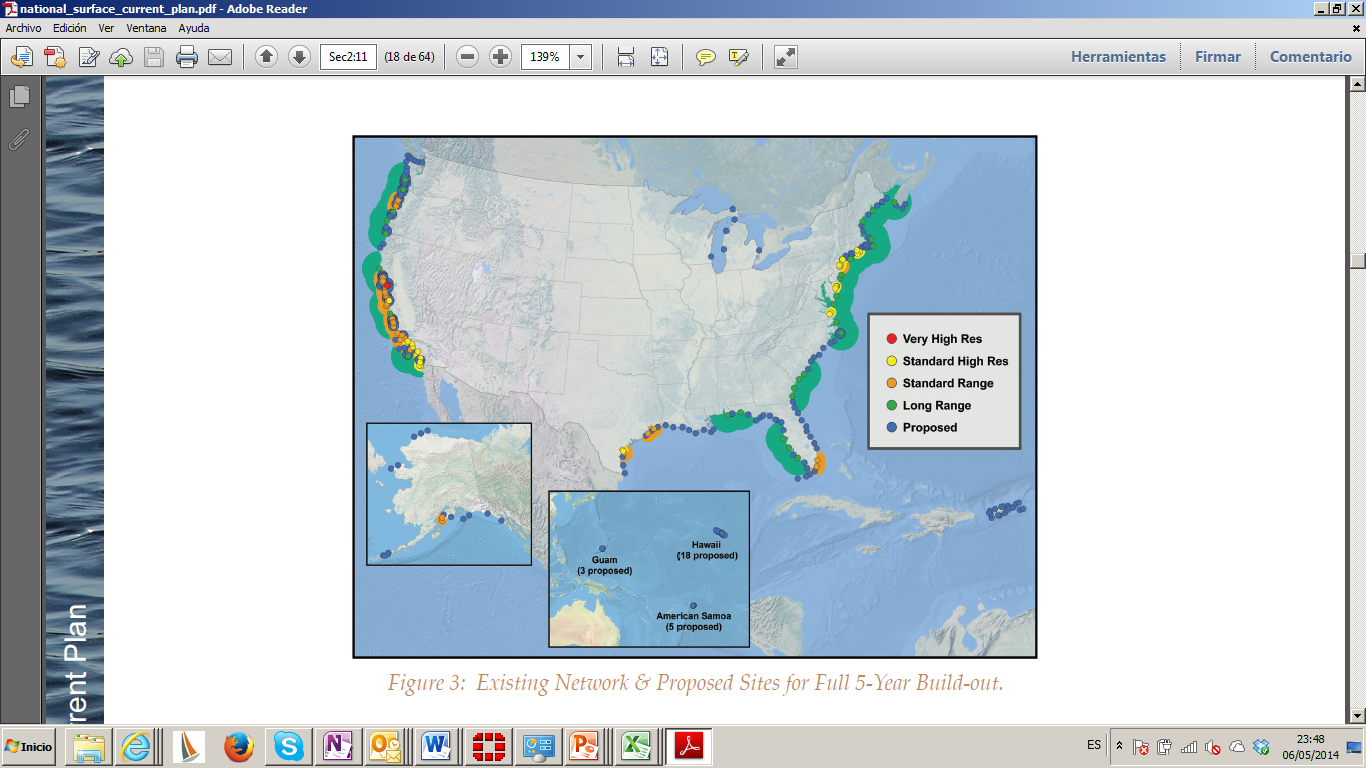 national_surface_current_plan.pdf - Adobe Reader
Archivo Edición Ver Ventana Ayuda
Sec2:11 (18 de 64) 139% Herramientas Firmar Comentario
Very High Res
Standard High Res
Standard Range
Long Range
Proposed
Hawaii
(18 proposed)
Guam
(3 proposed)
American Samoa
(5 proposed)
rrent Plan
Figure 3: Existing Network & Proposed Sites for Full 5-Year Build-out.
Inicio
ES
23:48
06/05/2014